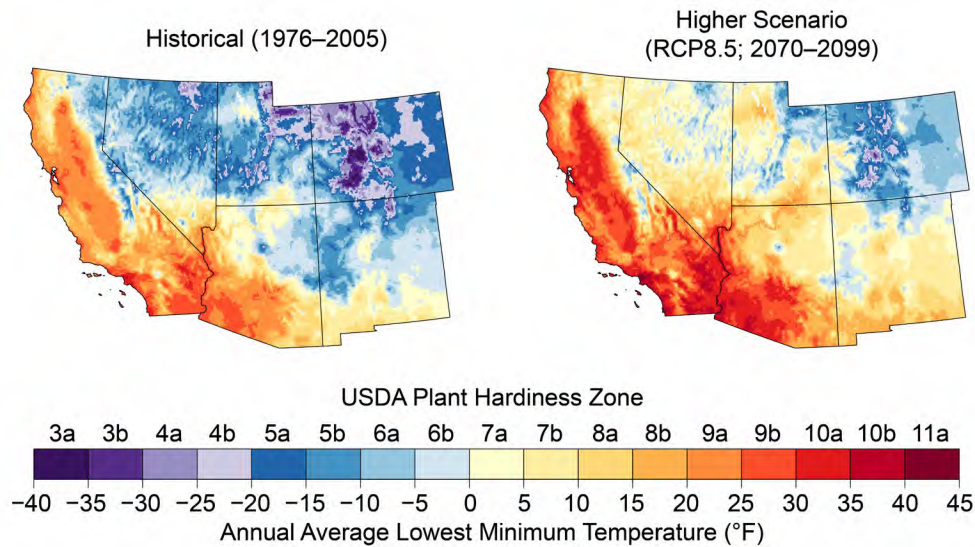 Historical (1976–2005)
Higher Scenario
(RCP8.5; 2070–2099)
USDA Plant Hardiness Zone
3a 3b 4a 4b 5a 5b 6a 6b 7a 7b 8a 8b 9a 9b 10a 10b 11a
−40 −35 −30 −25 −20 −15 −10 −5 0 5 10 15 20 25 30 35 40 45
Annual Average Lowest Minimum Temperature (°F)